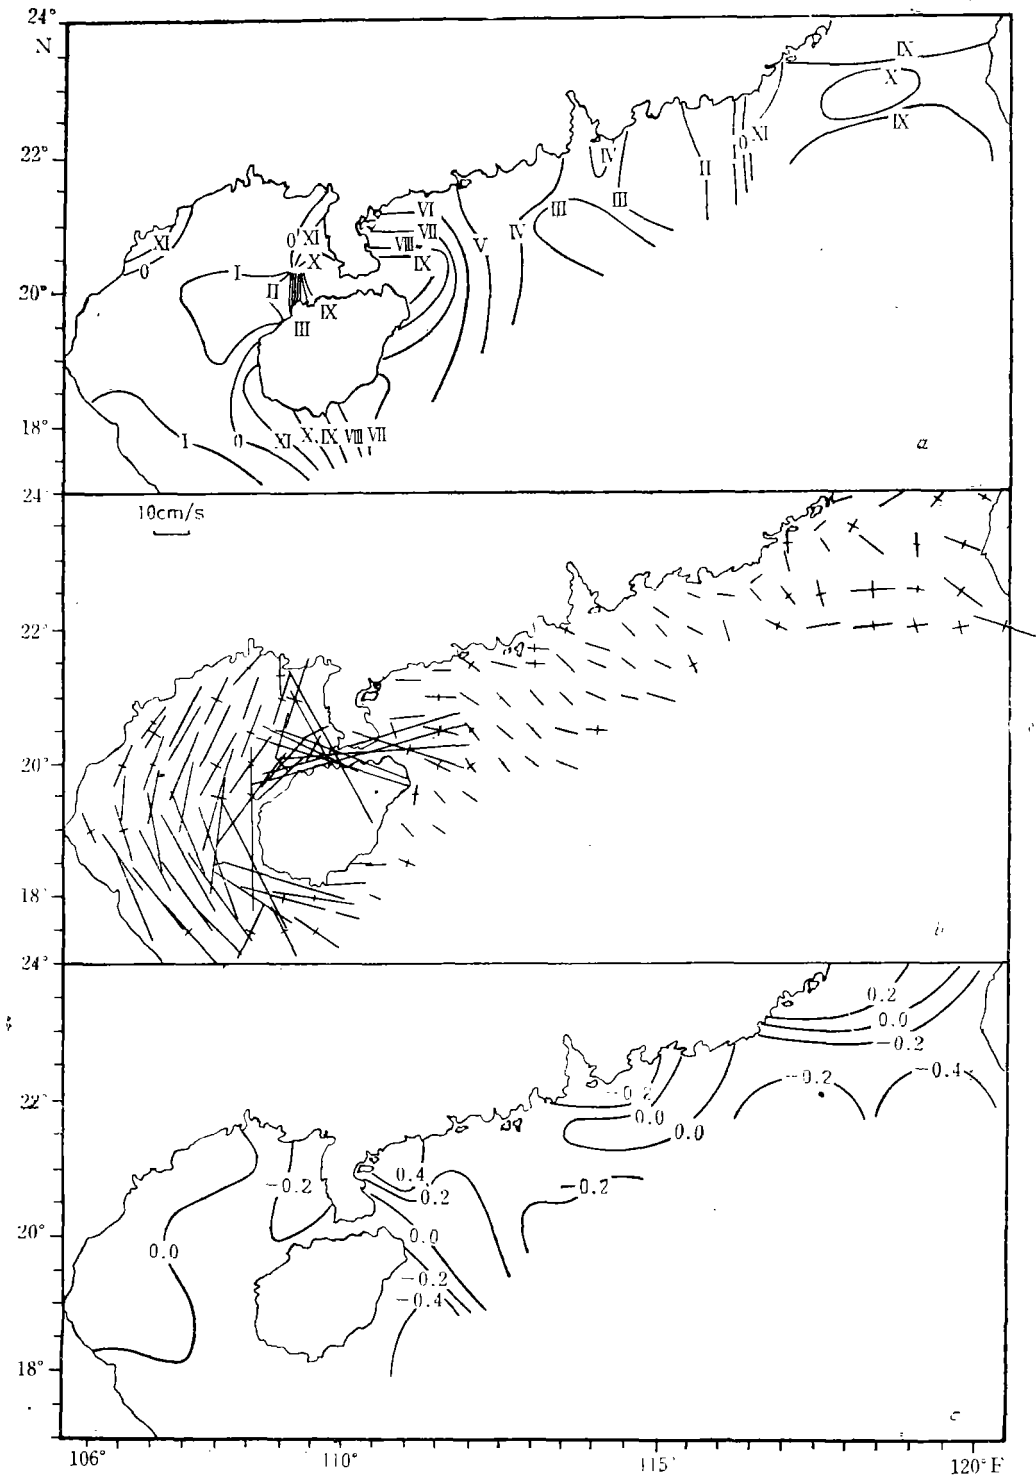 24°
N
22°
20°
18°
IX
X
IX
XI
0
II
IV
III
III
IV
V
VI
VII
VIII
IX
XI
0
0
XI
X
I
II
III
IX
I
0
XI
X
IX
VIII
VII
a
24°
10cm/s
22°
20°
18°
b
24°
0.2
0.0
-0.2
-0.2
-0.4
-0.2
0.0
0.0
22°
0.4
0.2
-0.2
-0.2
0.0
20°
0.0
-0.2
-0.4
18°
c
106° 110° 115° 120°E